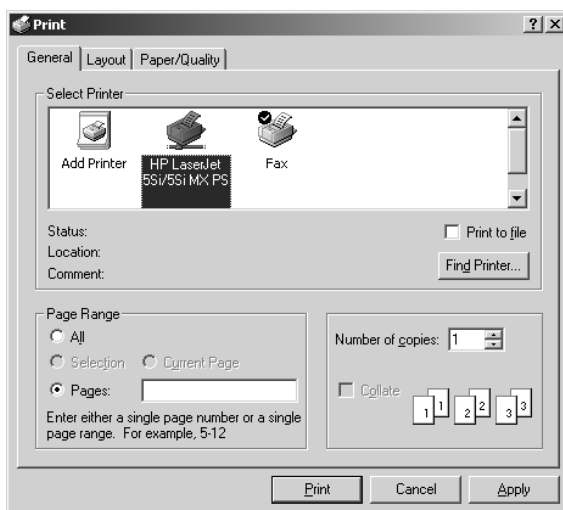 Print
General
Layout
Paper/Quality
Select Printer
Add Printer
HP LaserJet
5Si/5Si MX PS
Fax
Status:
Location:
Comment:
Print to file
Find Printer...
Page Range
All
Selection
Current Page
Pages:
Enter either a single page number or a single
page range. For example, 5-12
Number of copies:
1
Collate
1 1 2 2 3 3
Print
Cancel
Apply